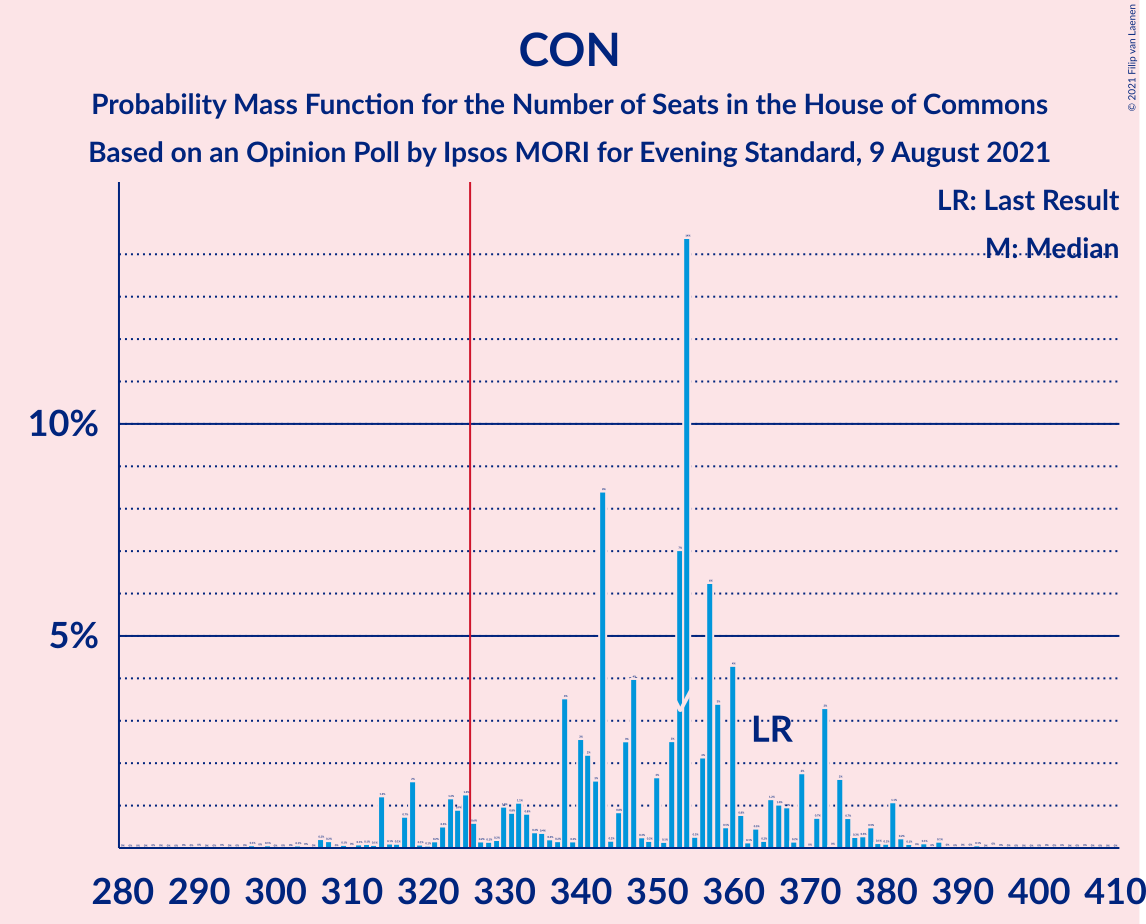 CON
Probability Mass Function for the Number of Seats in the House of Commons
Based on an Opinion Poll by Ipsos MORI for Evening Standard, 9 August 2021
© 2021 Filip van Laenen
LR: Last Result
M: Median
10%
5%
LR
280 290 300 310 320 330 340 350 360 370 380 390 400 410